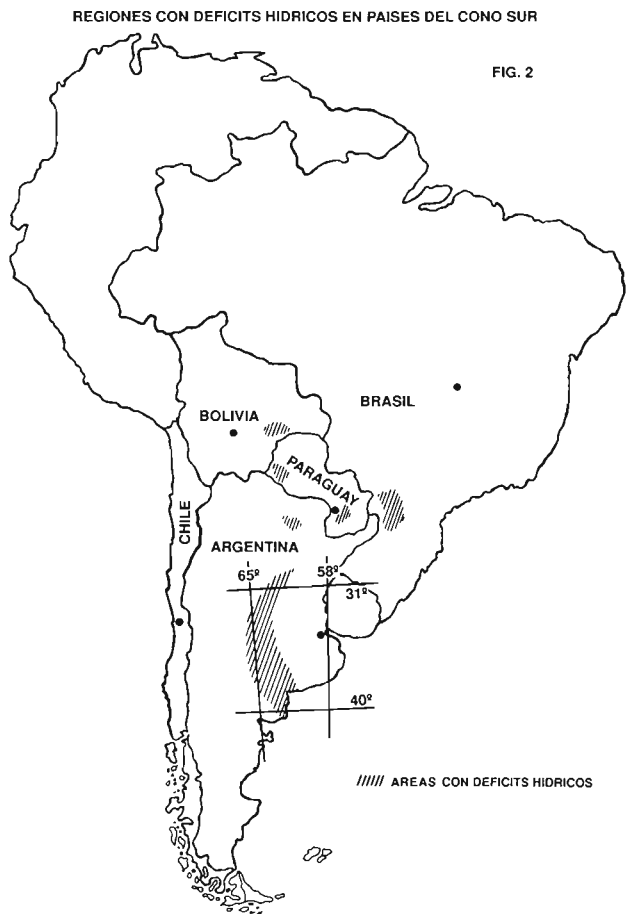 REGIONES CON DEFICITS HIDRICOS EN PAISES DEL CONO SUR
FIG. 2
BRASIL
BOLIVIA
PARAGUAY
CHILE
ARGENTINA
65º
58º
31º
40º
AREAS CON DEFICITS HIDRICOS